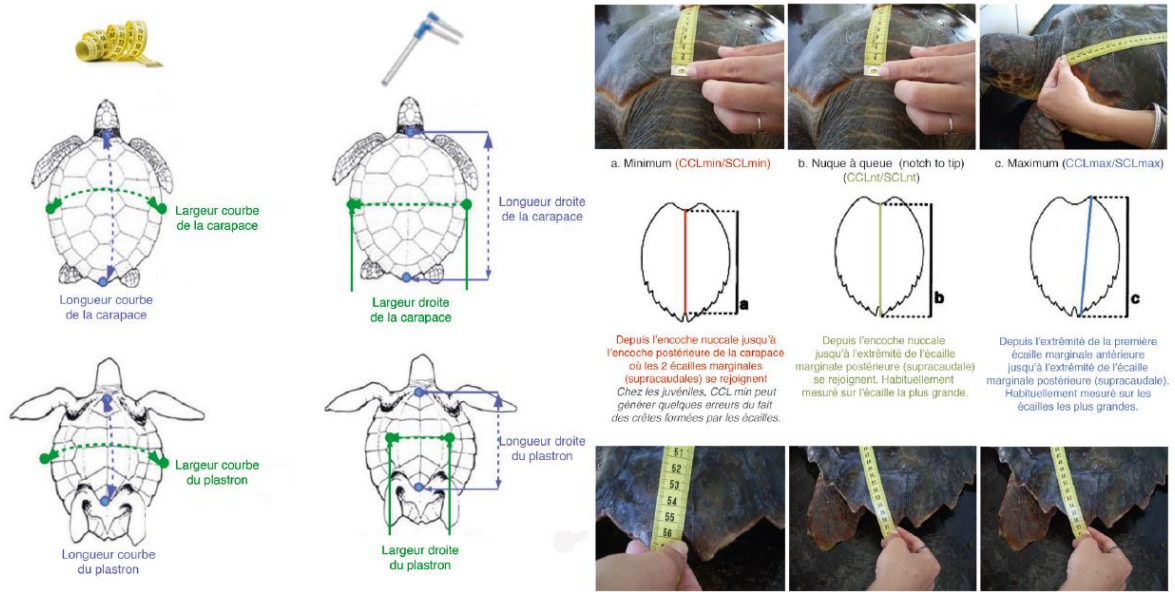 Largeur courbe
de la carapace
Longueur courbe
de la carapace
Longueur droite
de la carapace
Largeur droite
de la carapace
Largeur courbe
du plastron
Longueur courbe
du plastron
Longueur droite
du plastron
Largeur droite
du plastron
a. Minimum (CCLmin/SCLmin)
b. Nuque à queue (notch to tip)
(CCLnt/SCLnt)
c. Maximum (CCLmax/SCLmax)
a
b
c
Depuis l'encoche nuccale jusqu'à
l'encoche postérieure de la carapace
où les 2 écailles marginales
(supracaudales) se rejoignent
Chez les juvéniles, CCL min peut
générer quelques erreurs du fait
des crêtes formées par les écailles.
Depuis l'encoche nuccale
jusqu'à l'extrêmité de l'écaille
marginale postérieure (supracaudale)
se rejoignent. Habituellement
mesuré sur l'écaille la plus grande.
Depuis l'extrêmité de la première
écaille marginale antérieure
jusqu'à l'extrêmité de l'écaille
marginale postérieure (supracaudale).
Habituellement mesuré sur les
écailles les plus grandes.
51
52
53
54
55
56